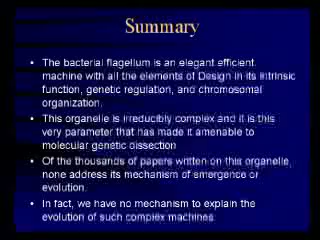 Summary
• The bacterial flagellum is an elegant efficient
machine with all the elements of Design in its intrinsic
function, genetic regulation, and chromosomal
organization.
• This organelle is irreducibly complex and it is this
very parameter that has made it amenable to
molecular genetic dissection
• Of the thousands of papers written on this organelle,
none address its mechanism of emergence or
evolution.
• In fact, we have no mechanism to explain the
evolution of such complex machines.